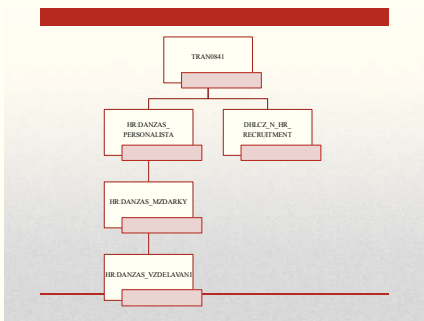 TRAN0841
HR:DANZAS_
PERSONALISTA
DHLCZ_N_HR_
RECRUITMENT
HR:DANZAS_MZDARKY
HR:DANZAS_VZDELAVANI